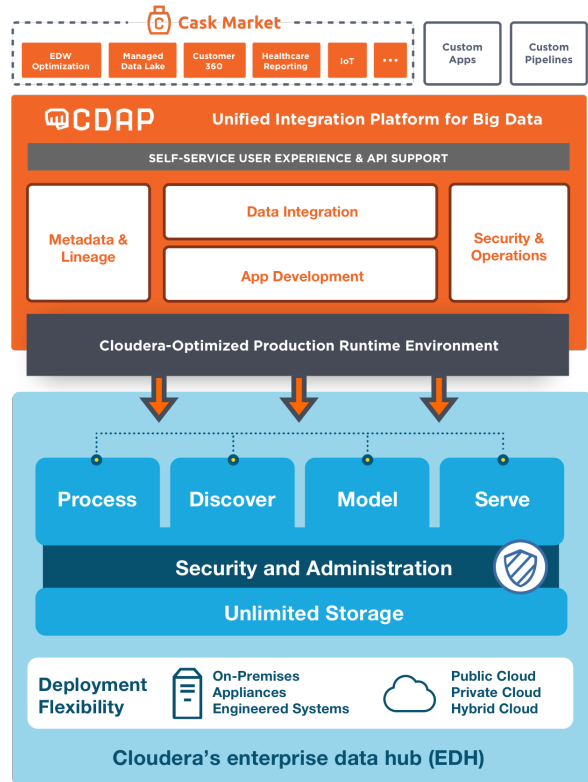 Cask Market
EDW
Optimization
Managed
Data Lake
Customer
360
Healthcare
Reporting
IoT
...
Custom
Apps
Custom
Pipelines
CDAP
Unified Integration Platform for Big Data
SELF-SERVICE USER EXPERIENCE & API SUPPORT
Metadata &
Lineage
Data Integration
App Development
Security &
Operations
Cloudera-Optimized Production Runtime Environment
Process
Discover
Model
Serve
Security and Administration
Unlimited Storage
Deployment
Flexibility
On-Premises
Appliances
Engineered Systems
Public Cloud
Private Cloud
Hybrid Cloud
Cloudera’s enterprise data hub (EDH)